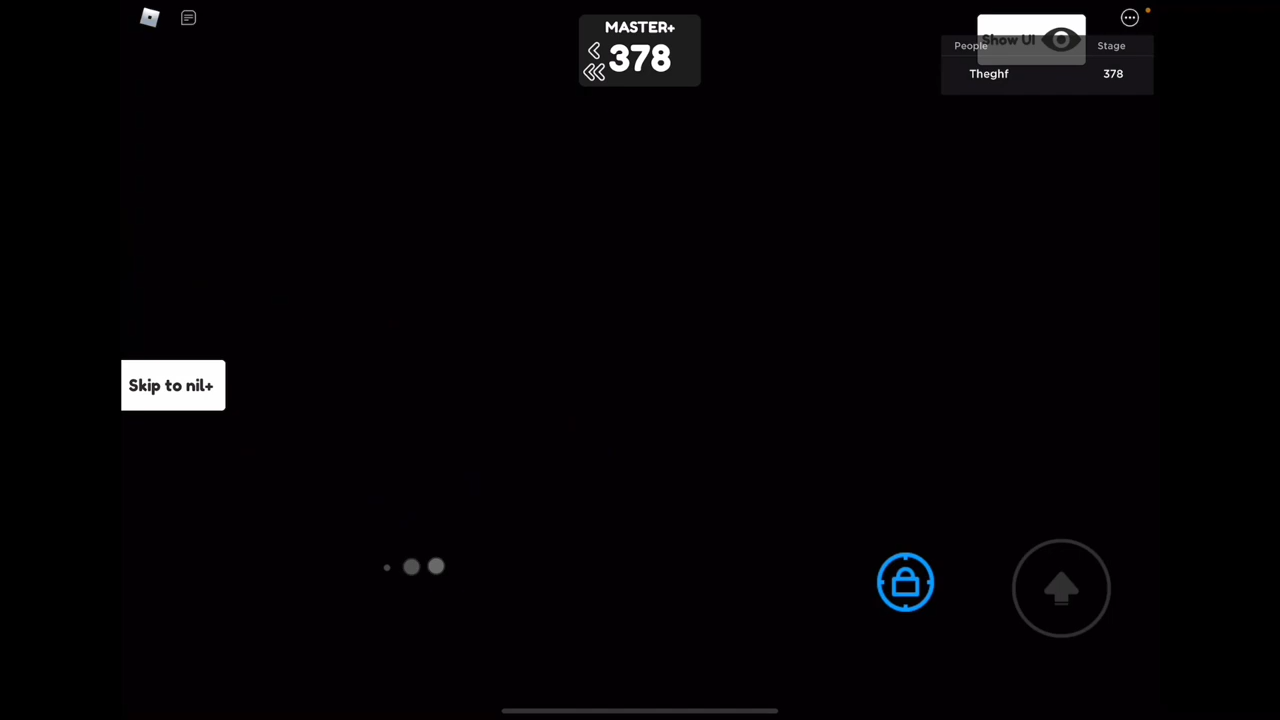 MASTER+
378
Show UI
People Stage
Theghf 378
Skip to nil+